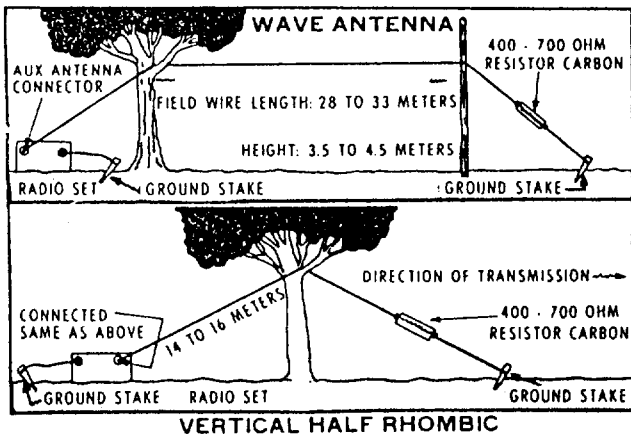 WAVE ANTENNA
AUX ANTENNA
CONNECTOR
400 - 700 OHM
RESISTOR CARBON
FIELD WIRE LENGTH: 28 TO 33 METERS
HEIGHT: 3.5 TO 4.5 METERS
RADIO SET
GROUND STAKE
GROUND STAKE
DIRECTION OF TRANSMISSION
CONNECTED
SAME AS ABOVE
14 TO 16 METERS
400 - 700 OHM
RESISTOR CARBON
GROUND STAKE
RADIO SET
GROUND STAKE
VERTICAL HALF RHOMBIC